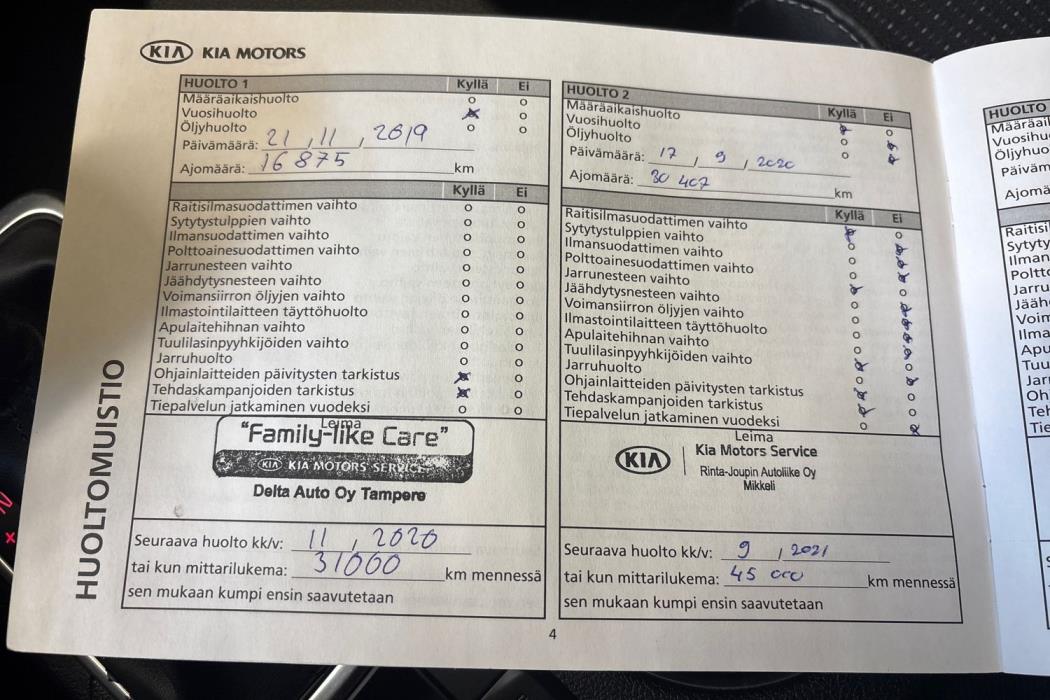 KIA KIA MOTORS
HUOLTOMUISTIO
HUOLTO 1 Kyllä Ei
Määräaikaishuolto
Vuosihuolto
Öljyhuolto
Päivämäärä: 21 , 11 , 2019
Ajomäärä: 16 875 km
Kyllä Ei
Raitisilmasuodattimen vaihto
Sytytystulppien vaihto
Ilmansuodattimen vaihto
Polttoainesuodattimen vaihto
Jarrunesteen vaihto
Jäähdytysnesteen vaihto
Voimansiirron öljyjen vaihto
Ilmastointilaitteen täyttöhuolto
Apulaitehihnan vaihto
Tuulilasinpyyhkijöiden vaihto
Jarruhuolto
Ohjainlaitteiden päivitysten tarkistus
Tehdaskampanjoiden tarkistus
Tiepalvelun jatkaminen vuodeksi
Leima
"Family-like Care"
KIA KIA MOTORS SERVICE
Delta Auto Oy Tampere
Seuraava huolto kk/v: 11 , 2020
tai kun mittarilukema: 31000 km mennessä
sen mukaan kumpi ensin saavutetaan
HUOLTO 2 Kyllä Ei
Määräaikaishuolto
Vuosihuolto
Öljyhuolto
Päivämäärä: 17 , 9 , 2020
Ajomäärä: 30 407 km
Kyllä Ei
Raitisilmasuodattimen vaihto
Sytytystulppien vaihto
Ilmansuodattimen vaihto
Polttoainesuodattimen vaihto
Jarrunesteen vaihto
Jäähdytysnesteen vaihto
Voimansiirron öljyjen vaihto
Ilmastointilaitteen täyttöhuolto
Apulaitehihnan vaihto
Tuulilasinpyyhkijöiden vaihto
Jarruhuolto
Ohjainlaitteiden päivitysten tarkistus
Tehdaskampanjoiden tarkistus
Tiepalvelun jatkaminen vuodeksi
Leima
KIA Kia Motors Service
Rinta-Joupin Autoliike Oy
Mikkeli
Seuraava huolto kk/v: 9 , 2021
tai kun mittarilukema: 45 000 km mennessä
sen mukaan kumpi ensin saavutetaan
4
HUOLTO